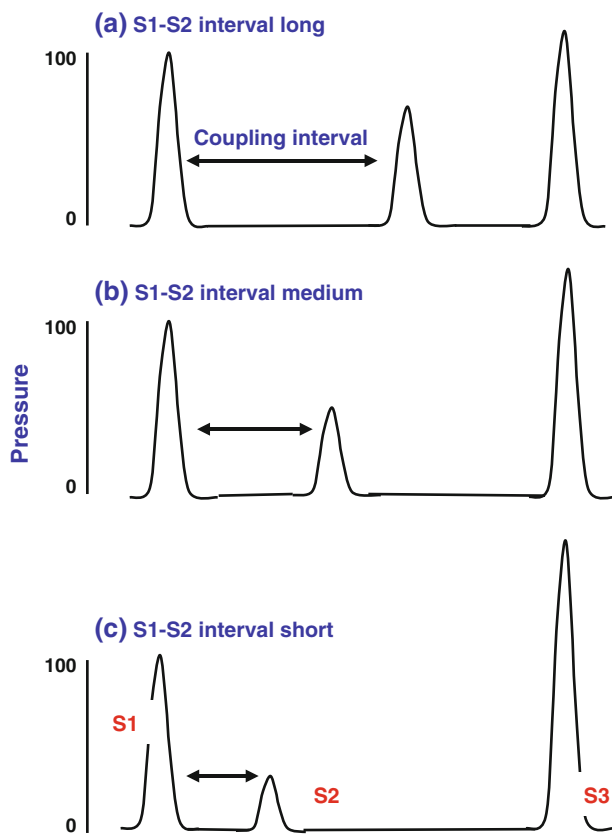 (a) S1-S2 interval long
100
Coupling interval
0
(b) S1-S2 interval medium
100
0
Pressure
(c) S1-S2 interval short
100
S1
S2
S3
0